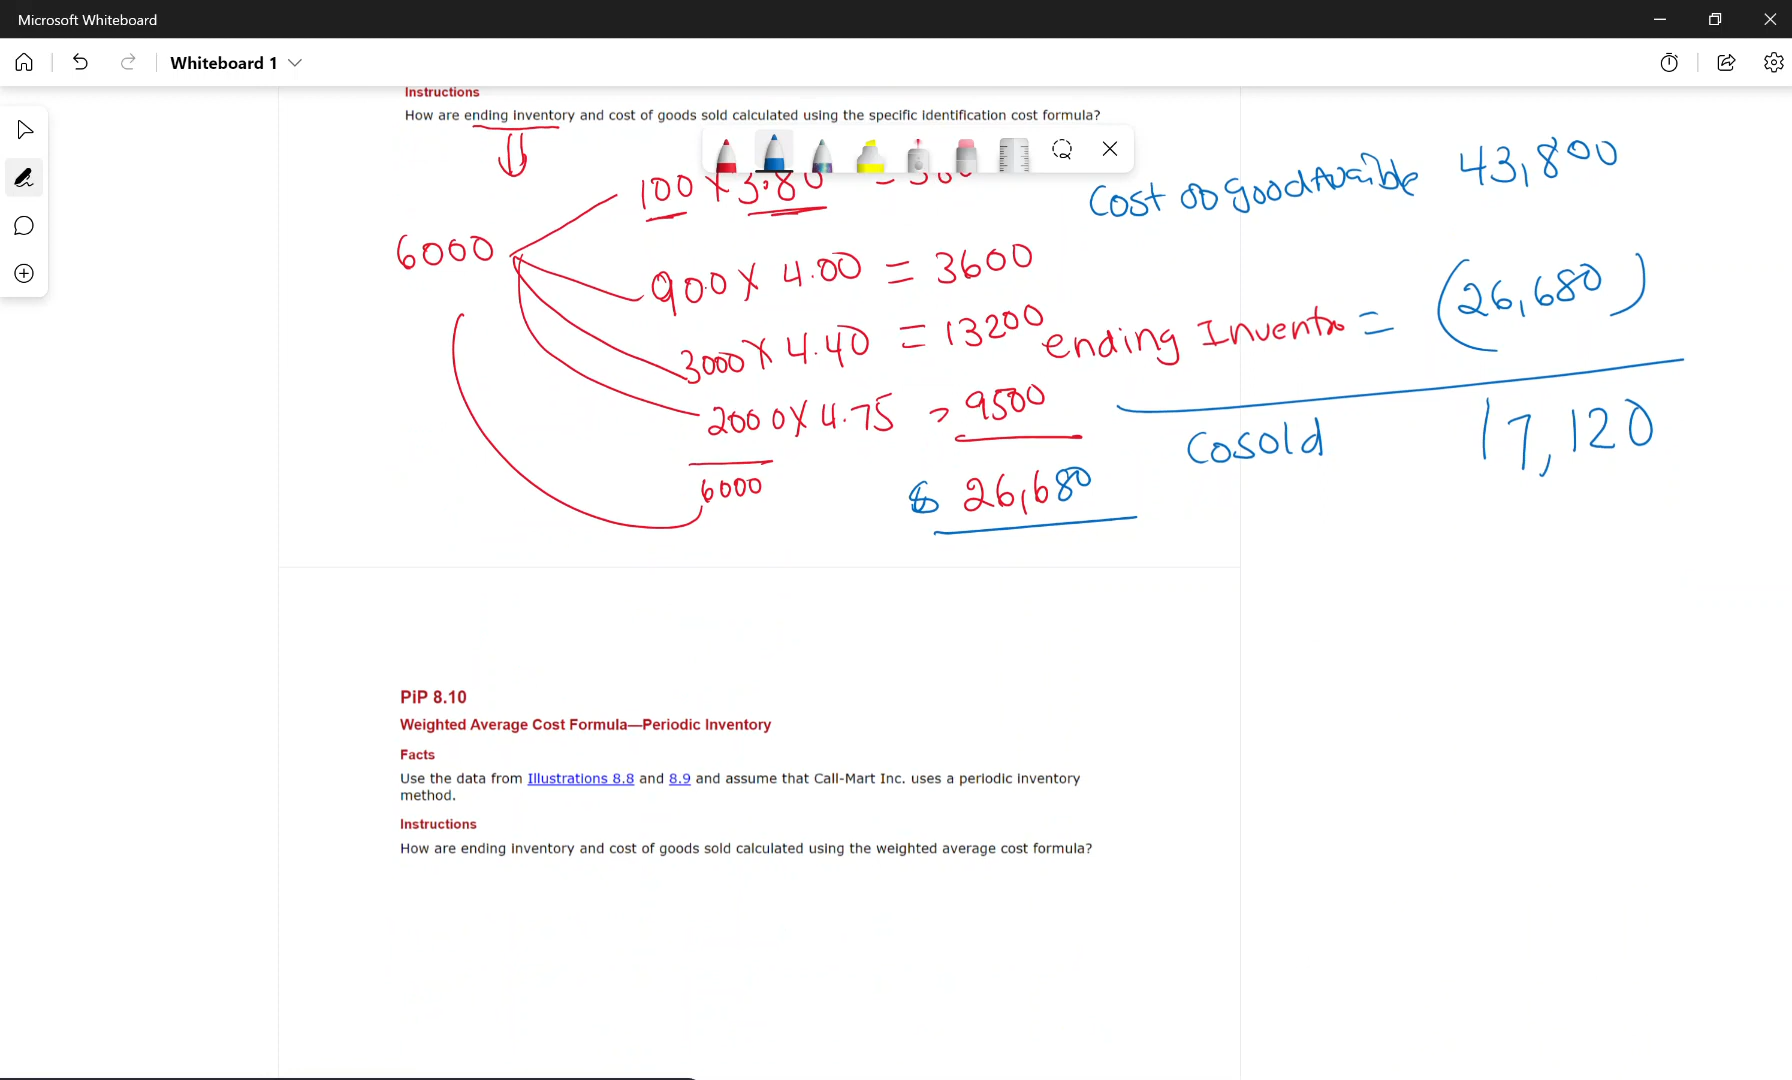 Microsoft Whiteboard
Whiteboard 1
Instructions
How are ending inventory and cost of goods sold calculated using the specific identification cost formula?
100 X 3.80 =
Cost of good Avaible 43,800
6000
900 X 4.00 = 3600
3000 X 4.40 = 13200
ending Invento = (26,680)
2000 X 4.75 = 9500
Cosold 17,120
6000
$ 26,680
PiP 8.10
Weighted Average Cost Formula—Periodic Inventory
Facts
Use the data from Illustrations 8.8 and 8.9 and assume that Call-Mart Inc. uses a periodic inventory
method.
Instructions
How are ending inventory and cost of goods sold calculated using the weighted average cost formula?